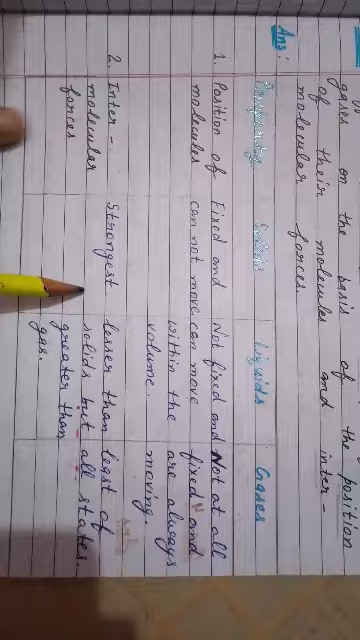 gases on the basis of the position
of their molecules and inter-
molecular forces.
Ans:
Property Solids Liquids Gases
1. Position of Fixed and Not fixed and Not at all
molecules can not move. can move fixed and
within the are always
volume. moving.
2. Inter- Strongest lesser than least of
molecular solids but all states.
forces greater than
gas.